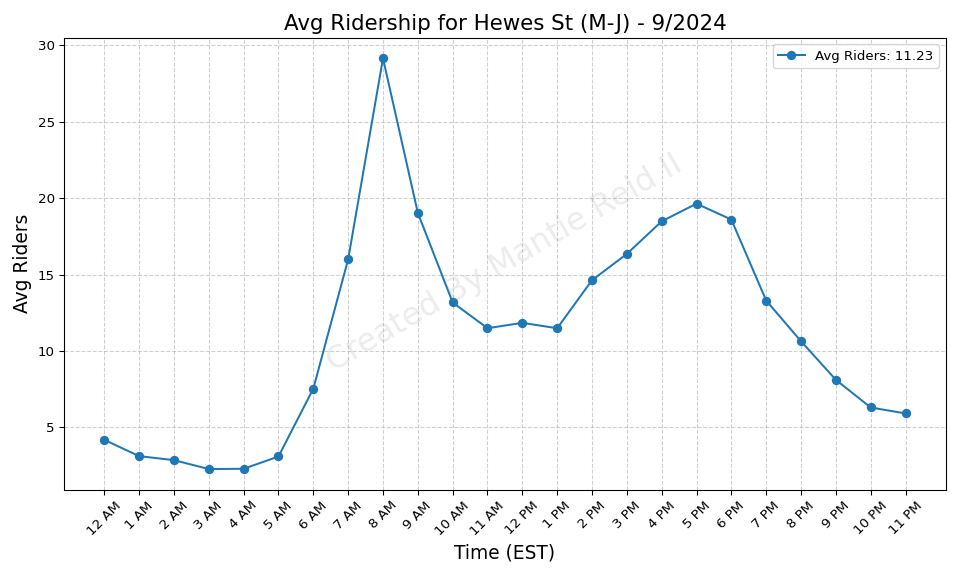 Avg Ridership for Hewes St (M-J) - 9/2024
Avg Riders: 11.23
Avg Riders
30
25
20
15
10
5
Created By Mantie Reid II
12 AM
1 AM
2 AM
3 AM
4 AM
5 AM
6 AM
7 AM
8 AM
9 AM
10 AM
11 AM
12 PM
1 PM
2 PM
3 PM
4 PM
5 PM
6 PM
7 PM
8 PM
9 PM
10 PM
11 PM
Time (EST)